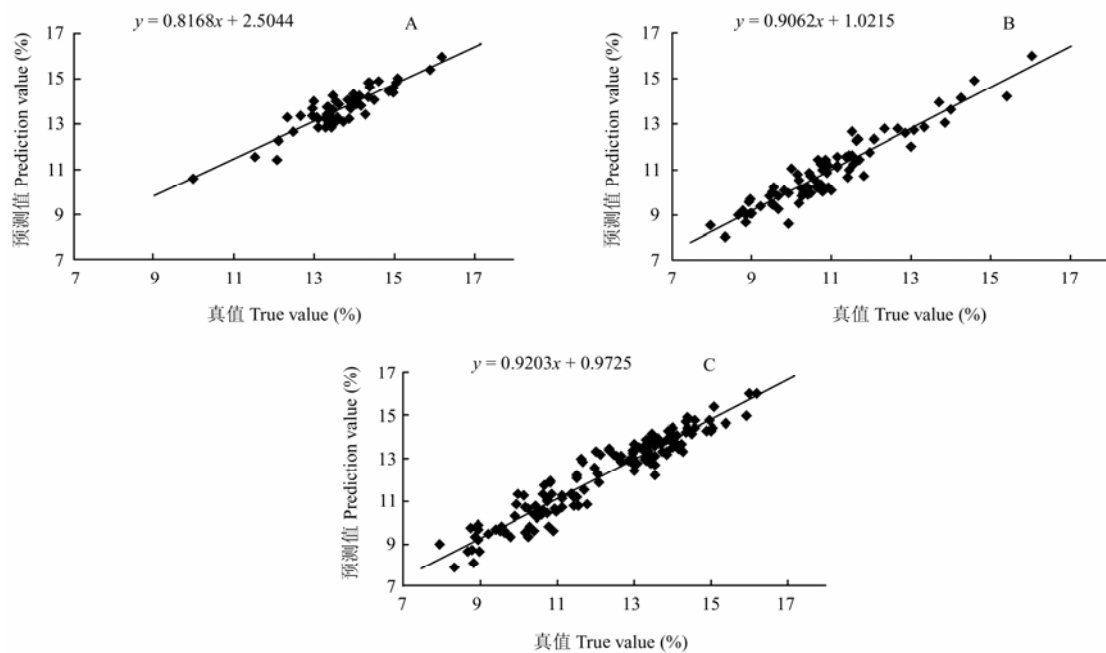 y = 0.8168x + 2.5044
A
17
15
13
11
9
7
预测值 Prediction value (%)
7 9 11 13 15 17
真值 True value (%)
y = 0.9062x + 1.0215
B
17
15
13
11
9
7
预测值 Prediction value (%)
7 9 11 13 15 17
真值 True value (%)
y = 0.9203x + 0.9725
C
17
15
13
11
9
7
预测值 Prediction value (%)
7 9 11 13 15 17
真值 True value (%)